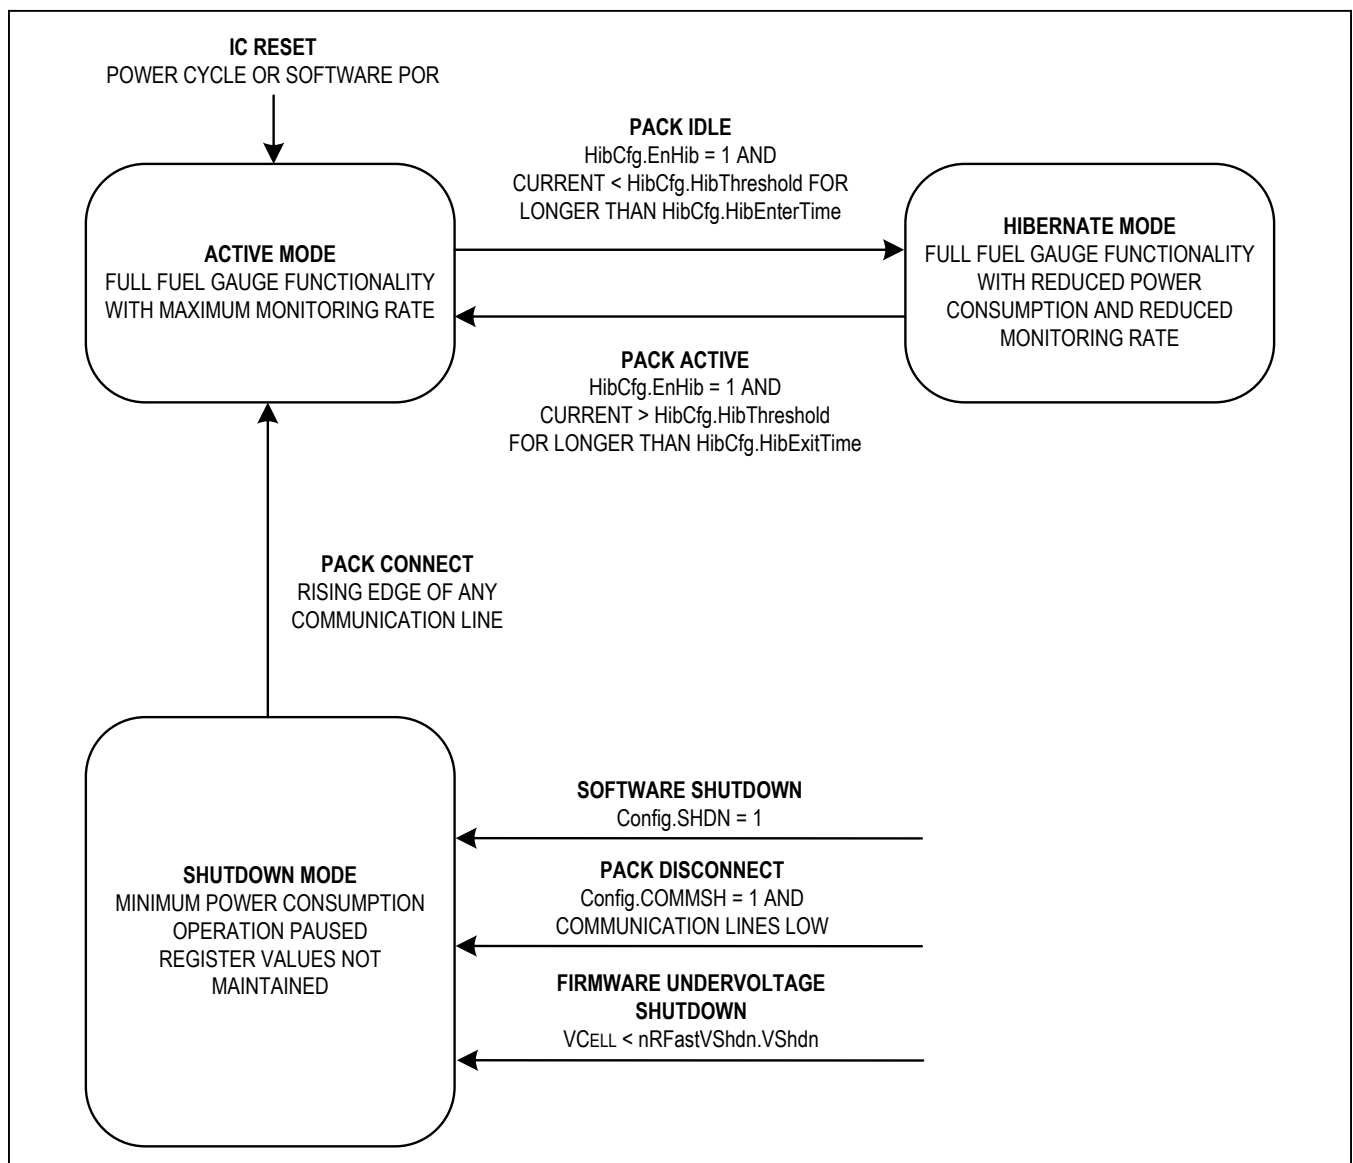 IC RESET
POWER CYCLE OR SOFTWARE POR
PACK IDLE
HibCfg.EnHib = 1 AND
CURRENT < HibCfg.HibThreshold FOR
LONGER THAN HibCfg.HibEnterTime
ACTIVE MODE
FULL FUEL GAUGE FUNCTIONALITY
WITH MAXIMUM MONITORING RATE
HIBERNATE MODE
FULL FUEL GAUGE FUNCTIONALITY
WITH REDUCED POWER
CONSUMPTION AND REDUCED
MONITORING RATE
PACK ACTIVE
HibCfg.EnHib = 1 AND
CURRENT > HibCfg.HibThreshold
FOR LONGER THAN HibCfg.HibExitTime
PACK CONNECT
RISING EDGE OF ANY
COMMUNICATION LINE
SHUTDOWN MODE
MINIMUM POWER CONSUMPTION
OPERATION PAUSED
REGISTER VALUES NOT
MAINTAINED
SOFTWARE SHUTDOWN
Config.SHDN = 1
PACK DISCONNECT
Config.COMMSH = 1 AND
COMMUNICATION LINES LOW
FIRMWARE UNDERVOLTAGE
SHUTDOWN
VCELL < nRFastVShdn.VShdn